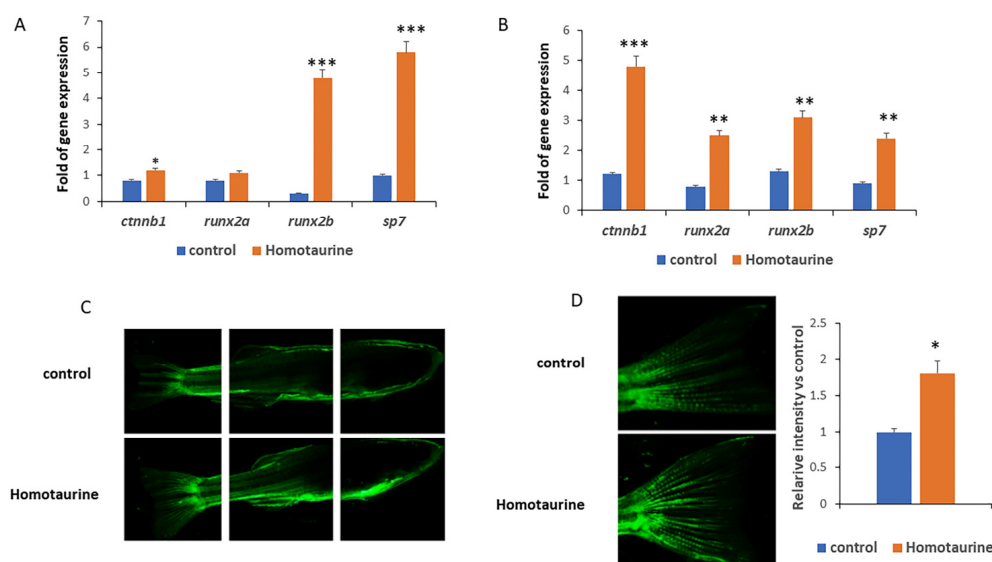 A
Fold of gene expression
7
6
5
4
3
2
1
0
*
***
***
ctnnb1
runx2a
runx2b
sp7
control
Homotaurine
B
Fold of gene expression
6
5
4
3
2
1
0
***
**
**
**
ctnnb1
runx2a
runx2b
sp7
control
Homotaurine
C
control
Homotaurine
D
control
Homotaurine
Relarive intensity vs control
2.5
2
1.5
1
0.5
0
*
control
Homotaurine